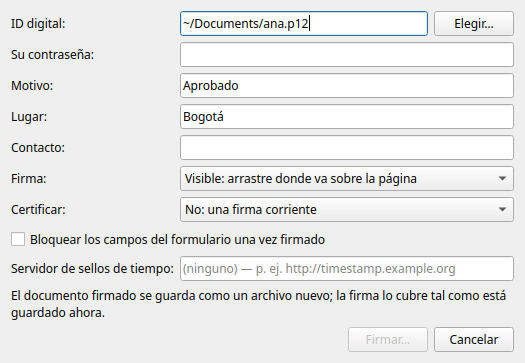 ID digital:
~/Documents/ana.p12
Elegir...
Su contraseña:
Motivo:
Aprobado
Lugar:
Bogotá
Contacto:
Firma:
Visible: arrastre donde va sobre la página
Certificar:
No: una firma corriente
Bloquear los campos del formulario una vez firmado
Servidor de sellos de tiempo:
(ninguno) — p. ej. http://timestamp.example.org
El documento firmado se guarda como un archivo nuevo; la firma lo cubre tal como está
guardado ahora.
Firmar...
Cancelar